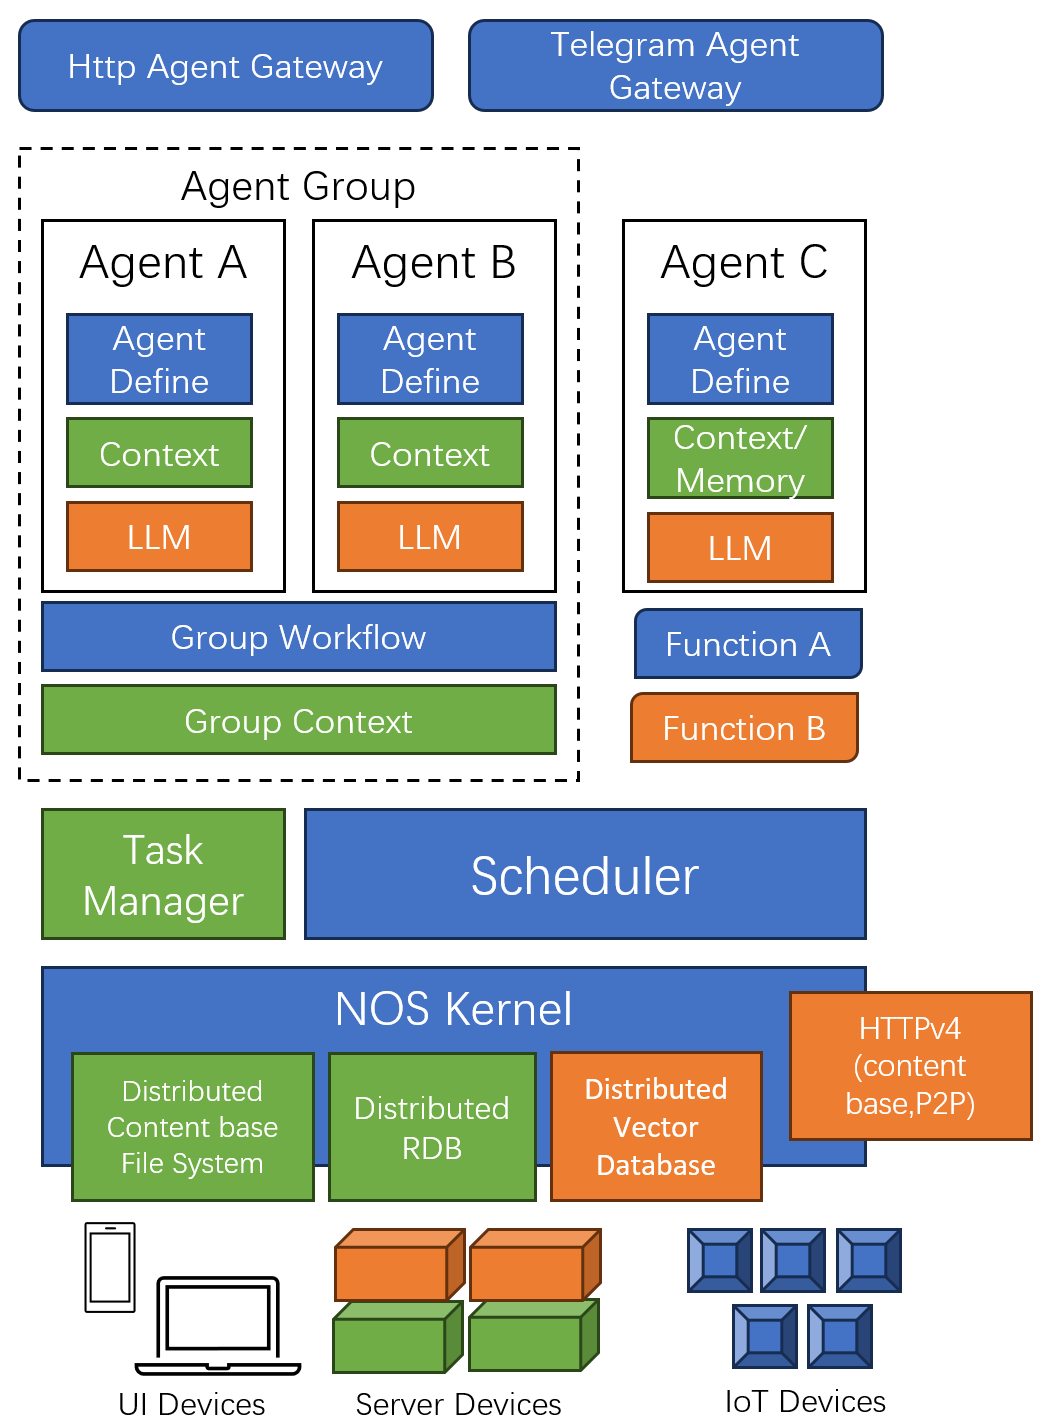 Http Agent Gateway
Telegram Agent
Gateway
Agent Group
Agent A
Agent
Define
Context
LLM
Agent B
Agent
Define
Context
LLM
Agent C
Agent
Define
Context/
Memory
LLM
Group Workflow
Group Context
Function A
Function B
Task
Manager
Scheduler
NOS Kernel
Distributed
Content base
File System
Distributed
RDB
Distributed
Vector
Database
HTTPv4
(content
base,P2P)
UI Devices
Server Devices
IoT Devices